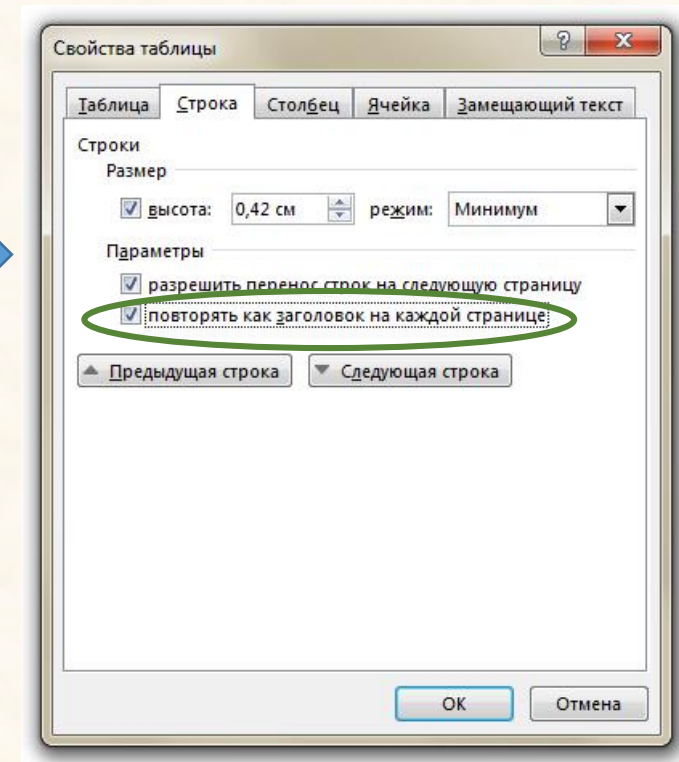 Свойства таблицы
Таблица Строка Столбец Ячейка Замещающий текст
Строки
Размер
высота: 0,42 см режим: Минимум
Параметры
разрешить перенос строк на следующую страницу
повторять как заголовок на каждой странице
Предыдущая строка Следующая строка
ОК Отмена